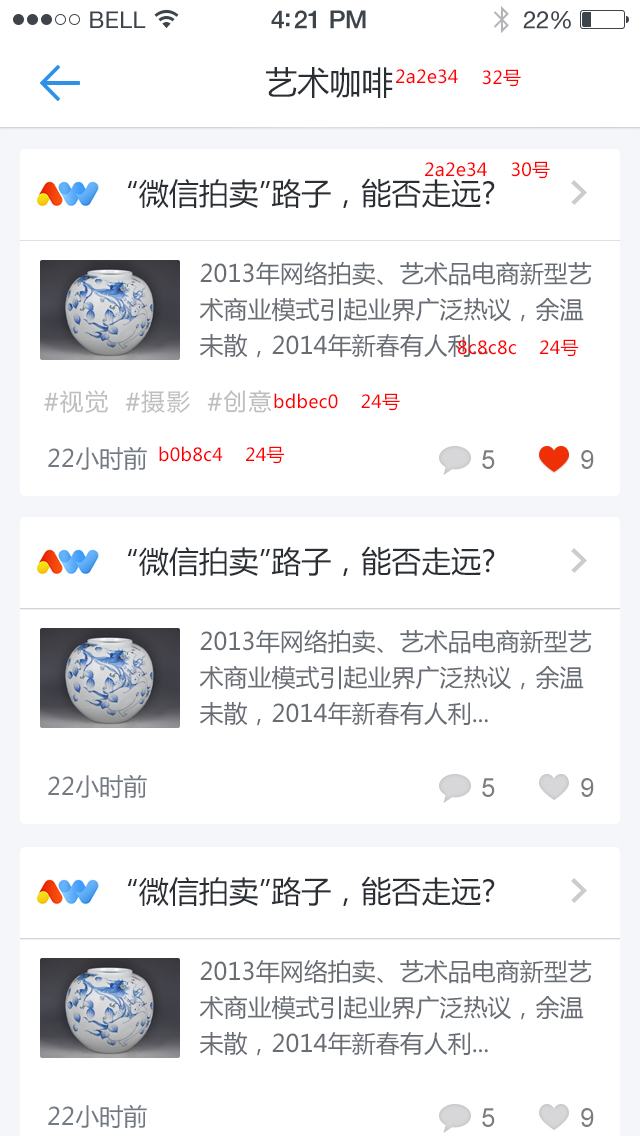 BELL 4:21 PM 22%
艺术咖啡 2a2e34 32号
2a2e34 30号
“微信拍卖”路子，能否走远?
2013年网络拍卖、艺术品电商新型艺
术商业模式引起业界广泛热议，余温
未散，2014年新春有人利... 8c8c8c 24号
#视觉 #摄影 #创意 bdbec0 24号
22小时前 b0b8c4 24号 5 9
“微信拍卖”路子，能否走远?
2013年网络拍卖、艺术品电商新型艺
术商业模式引起业界广泛热议，余温
未散，2014年新春有人利...
22小时前 5 9
“微信拍卖”路子，能否走远?
2013年网络拍卖、艺术品电商新型艺
术商业模式引起业界广泛热议，余温
未散，2014年新春有人利...
22小时前 5 9